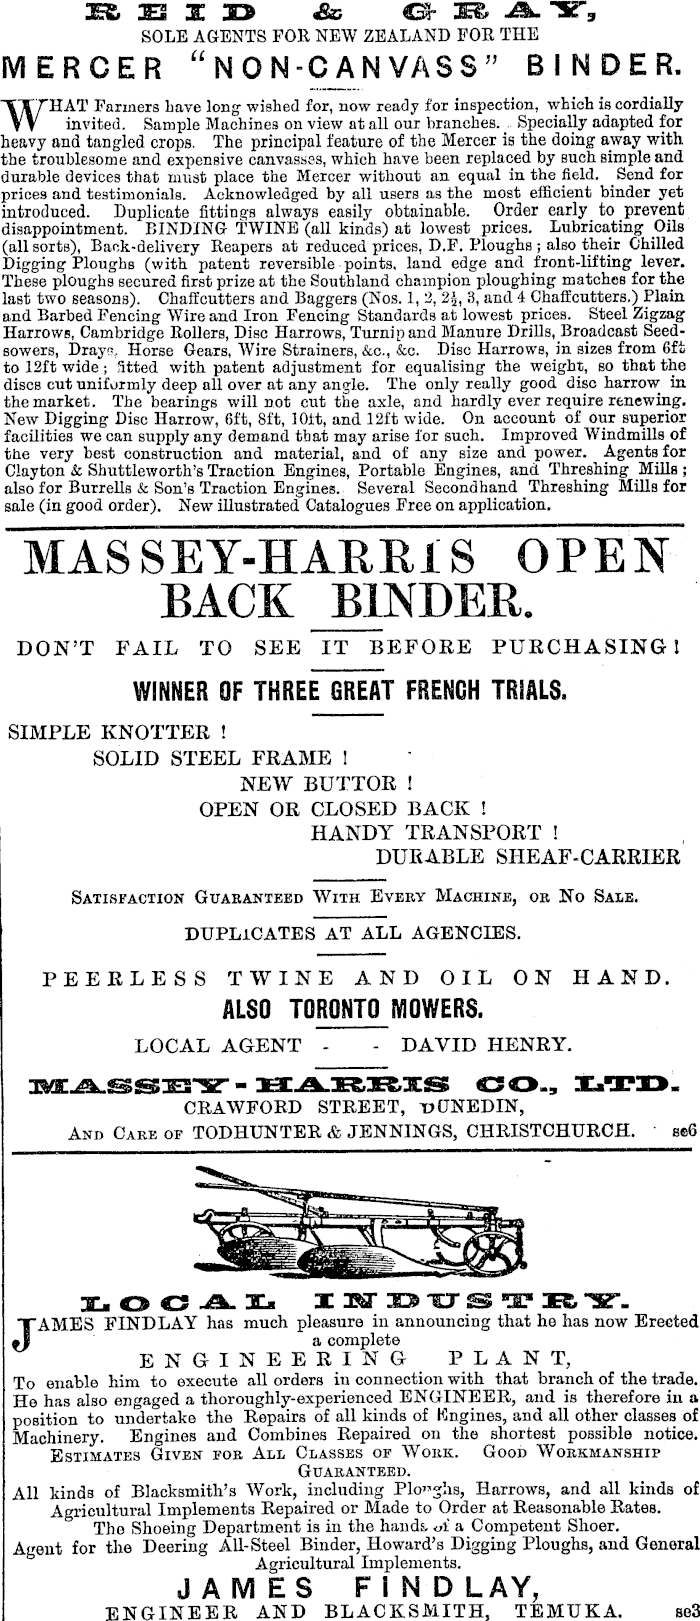 REID & GRAY,
SOLE AGENTS FOR NEW ZEALAND FOR THE
MERCER "NON-CANVASS" BINDER.
WHAT Farmers have long wished for, now ready for inspection, which is cordially
invited. Sample Machines on view at all our branches. Specially adapted for
heavy and tangled crops. The principal feature of the Mercer is the doing away with
the troublesome and expensive canvasses, which have been replaced by such simple and
durable devices that must place the Mercer without an equal in the field. Send for
prices and testimonials. Acknowledged by all users as the most efficient binder yet
introduced. Duplicate fittings always easily obtainable. Order early to prevent
disappointment. BINDING TWINE (all kinds) at lowest prices. Lubricating Oils
(all sorts), Back-delivery Reapers at reduced prices, D.F. Ploughs; also their Chilled
Digging Ploughs (with patent reversible points, land edge and front-lifting lever.
These ploughs secured first prize at the Southland champion ploughing matches for the
last two seasons). Chaffcutters and Baggers (Nos. 1, 2, 2½, 3, and 4 Chaffcutters.) Plain
and Barbed Fencing Wire and Iron Fencing Standards at lowest prices. Steel Zigzag
Harrows, Cambridge Rollers, Disc Harrows, Turnip and Manure Drills, Broadcast Seed-
sowers, Drays, Horse Gears, Wire Strainers, &c., &c. Disc Harrows, in sizes from 6ft
to 12ft wide; fitted with patent adjustment for equalising the weight, so that the
discs cut uniformly deep all over at any angle. The only really good disc harrow in
the market. The bearings will not cut the axle, and hardly ever require renewing.
New Digging Disc Harrow, 6ft, 8ft, 10ft, and 12ft wide. On account of our superior
facilities we can supply any demand that may arise for such. Improved Windmills of
the very best construction and material, and of any size and power. Agents for
Clayton & Shuttleworth's Traction Engines, Portable Engines, and Threshing Mills;
also for Burrells & Son's Traction Engines. Several Secondhand Threshing Mills for
sale (in good order). New illustrated Catalogues Free on application.
MASSEY-HARRIS OPEN
BACK BINDER.
DON'T FAIL TO SEE IT BEFORE PURCHASING!
WINNER OF THREE GREAT FRENCH TRIALS.
SIMPLE KNOTTER!
SOLID STEEL FRAME!
NEW BUTTOR!
OPEN OR CLOSED BACK!
HANDY TRANSPORT!
DURABLE SHEAF-CARRIER
SATISFACTION GUARANTEED WITH EVERY MACHINE, OR NO SALE.
DUPLICATES AT ALL AGENCIES.
PEERLESS TWINE AND OIL ON HAND.
ALSO TORONTO MOWERS.
LOCAL AGENT - - DAVID HENRY.
MASSEY-HARRIS CO., LTD.
CRAWFORD STREET, DUNEDIN,
AND CARE OF TODHUNTER & JENNINGS, CHRISTCHURCH. se6
LOCAL INDUSTRY.
JAMES FINDLAY has much pleasure in announcing that he has now Erected
a complete
ENGINEERING PLANT,
To enable him to execute all orders in connection with that branch of the trade.
He has also engaged a thoroughly-experienced ENGINEER, and is therefore in a
position to undertake the Repairs of all kinds of Engines, and all other classes of
Machinery. Engines and Combines Repaired on the shortest possible notice.
ESTIMATES GIVEN FOR ALL CLASSES OF WORK. GOOD WORKMANSHIP
GUARANTEED.
All kinds of Blacksmith's Work, including Ploughs, Harrows, and all kinds of
Agricultural Implements Repaired or Made to Order at Reasonable Rates.
The Shoeing Department is in the hands of a Competent Shoer.
Agent for the Deering All-Steel Binder, Howard's Digging Ploughs, and General
Agricultural Implements.
JAMES FINDLAY,
ENGINEER AND BLACKSMITH, TEMUKA. se3